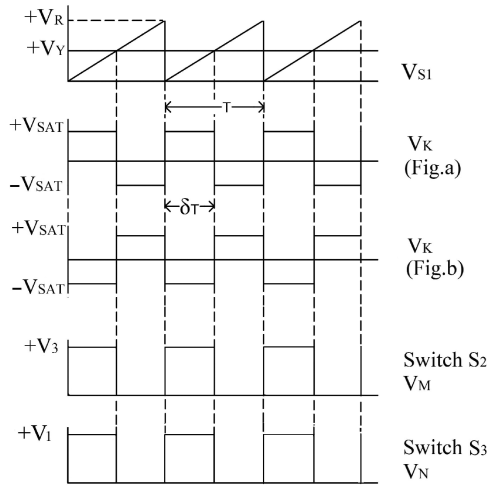 +VR
+VY
VS1
T
+VSAT
VK
(Fig.a)
−VSAT
δT
+VSAT
VK
(Fig.b)
−VSAT
+V3
Switch S2
VM
+V1
Switch S3
VN